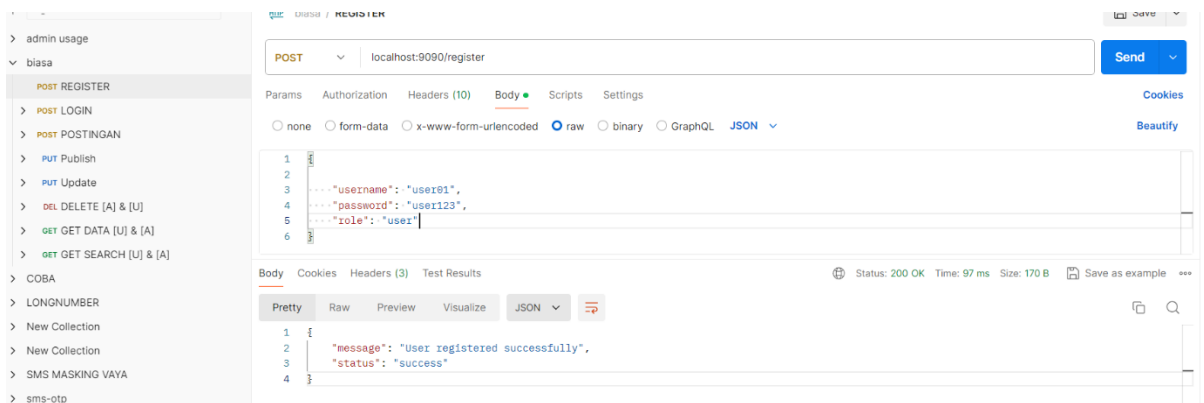 biasa / REGISTER
Save
admin usage
biasa
POST REGISTER
POST LOGIN
POST POSTINGAN
PUT Publish
PUT Update
DEL DELETE [A] & [U]
GET GET DATA [U] & [A]
GET GET SEARCH [U] & [A]
COBA
LONGNUMBER
New Collection
New Collection
SMS MASKING VAYA
sms-otp
POST localhost:9090/register Send
Params Authorization Headers (10) Body Scripts Settings Cookies
none form-data x-www-form-urlencoded raw binary GraphQL JSON Beautify
1 {
2
3 "username": "user01",
4 "password": "user123",
5 "role": "user"
6 }
Body Cookies Headers (3) Test Results Status: 200 OK Time: 97 ms Size: 170 B Save as example
Pretty Raw Preview Visualize JSON
1 {
2 "message": "User registered successfully",
3 "status": "success"
4 }